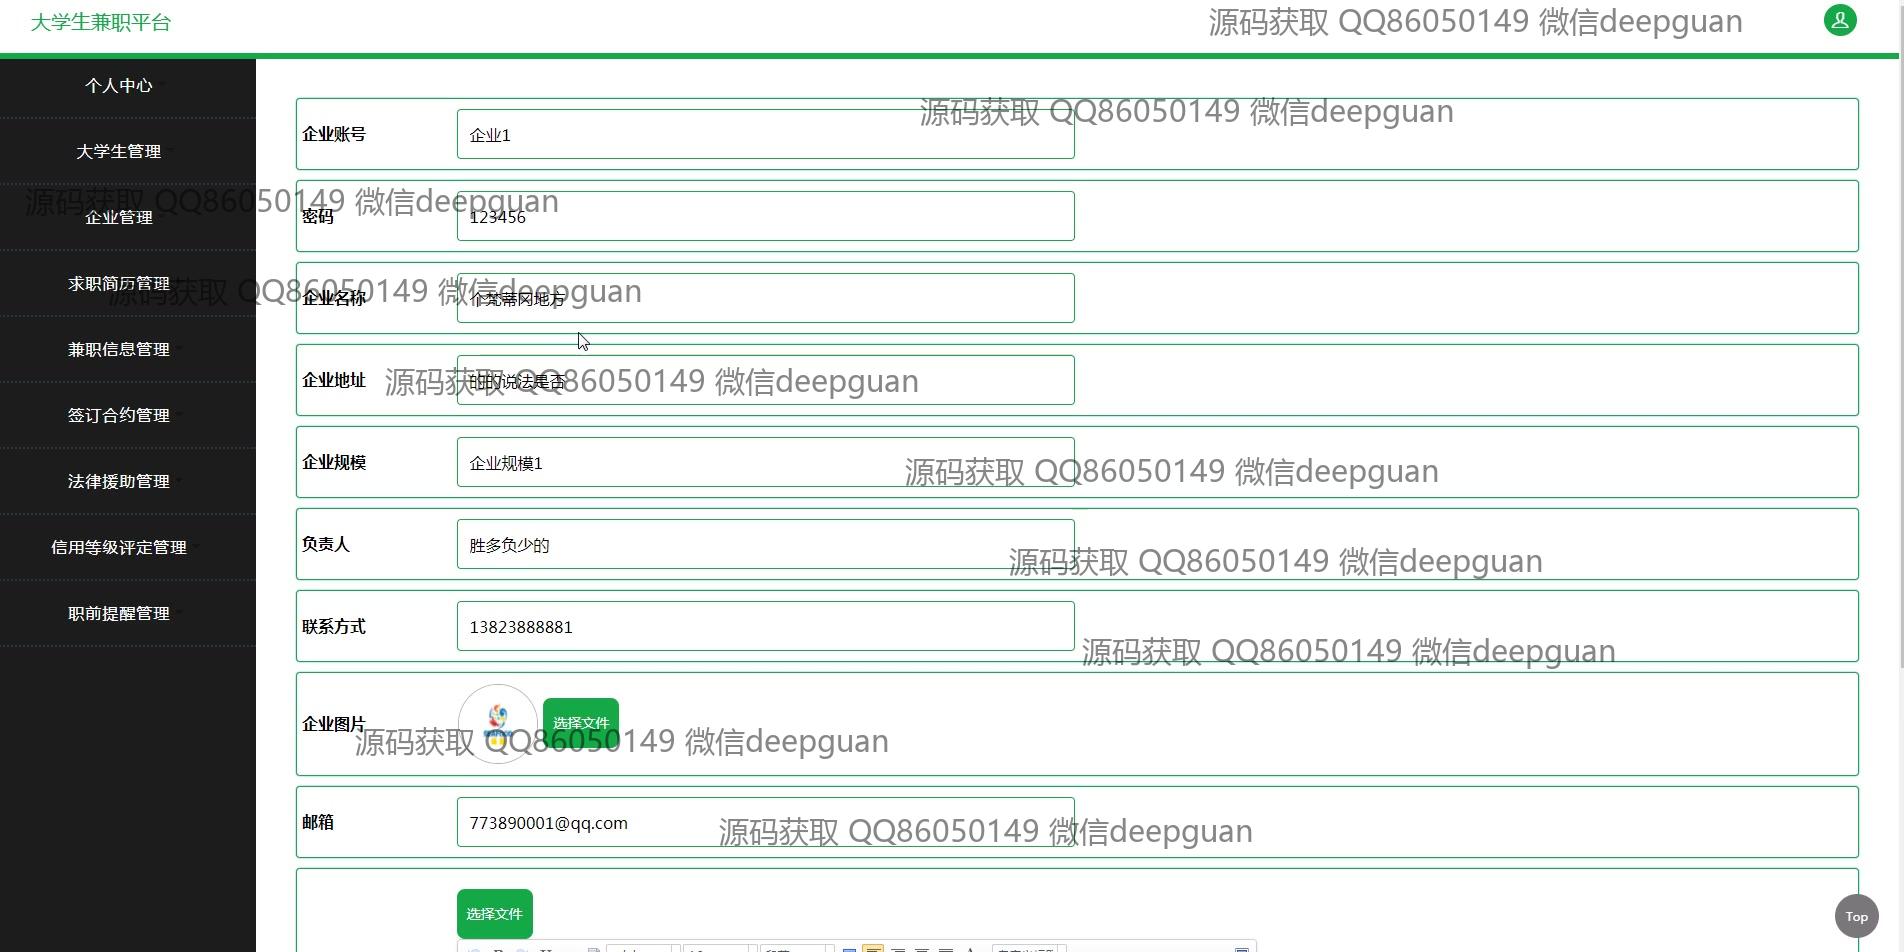 大学生兼职平台
源码获取 QQ86050149 微信deepguan
个人中心
大学生管理
企业管理
求职简历管理
兼职信息管理
签订合约管理
法律援助管理
信用等级评定管理
职前提醒管理
源码获取 QQ86050149 微信deepguan
企业账号 企业1
源码获取 QQ86050149 微信deepguan
密码 123456
源码获取 QQ86050149 微信deepguan
企业名称 个梵蒂冈地方
企业地址 的的说法是否
源码获取 QQ86050149 微信deepguan
企业规模 企业规模1
源码获取 QQ86050149 微信deepguan
负责人 胜多负少的
源码获取 QQ86050149 微信deepguan
联系方式 13823888881
源码获取 QQ86050149 微信deepguan
企业图片 选择文件
源码获取 QQ86050149 微信deepguan
邮箱 773890001@qq.com
源码获取 QQ86050149 微信deepguan
选择文件
Top